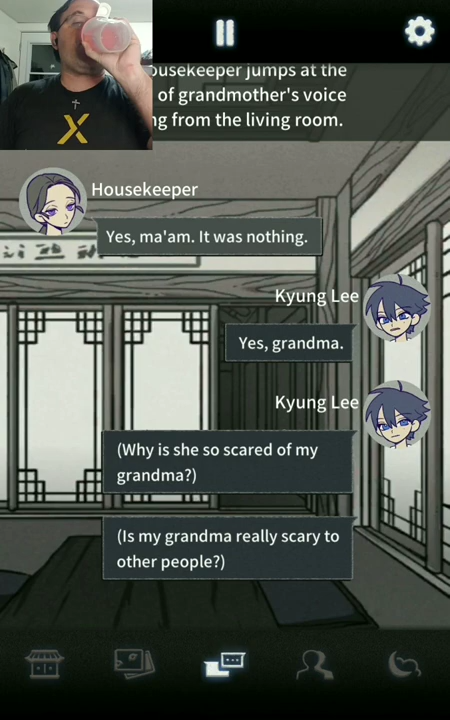 ousekeeper jumps at the
of grandmother's voice
ng from the living room.
Housekeeper
Yes, ma'am. It was nothing.
Kyung Lee
Yes, grandma.
Kyung Lee
(Why is she so scared of my
grandma?)
(Is my grandma really scary to
other people?)